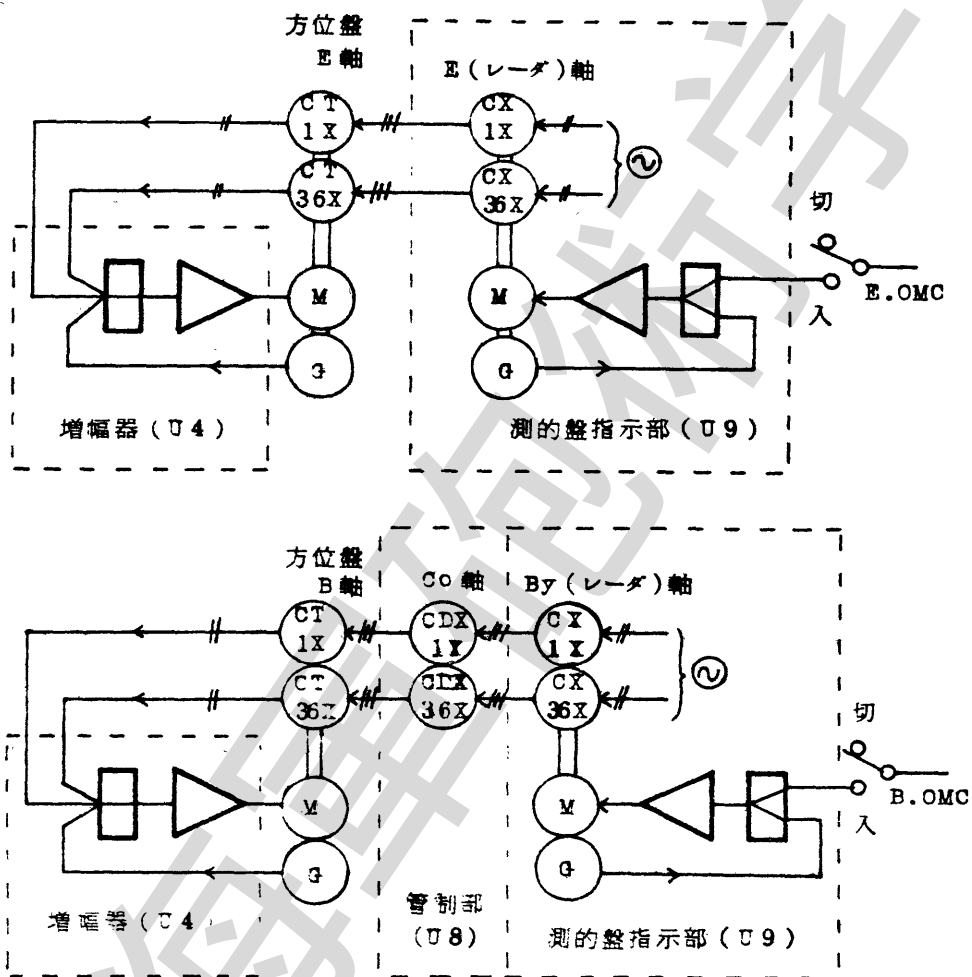 方位盤
E軸
E(レーダ)軸
CT
1X
CX
1X
CT
36X
CX
36X
切
E.OMC
入
M
M
G
G
増幅器(U4)
測的盤指示部(U9)
方位盤
B軸
Co軸
By(レーダ)軸
CT
1X
CDX
1X
CX
1X
CT
36X
CDX
36X
CX
36X
切
B.OMC
入
M
M
G
G
増幅器(U4)
管制部
(U8)
測的盤指示部(U9)